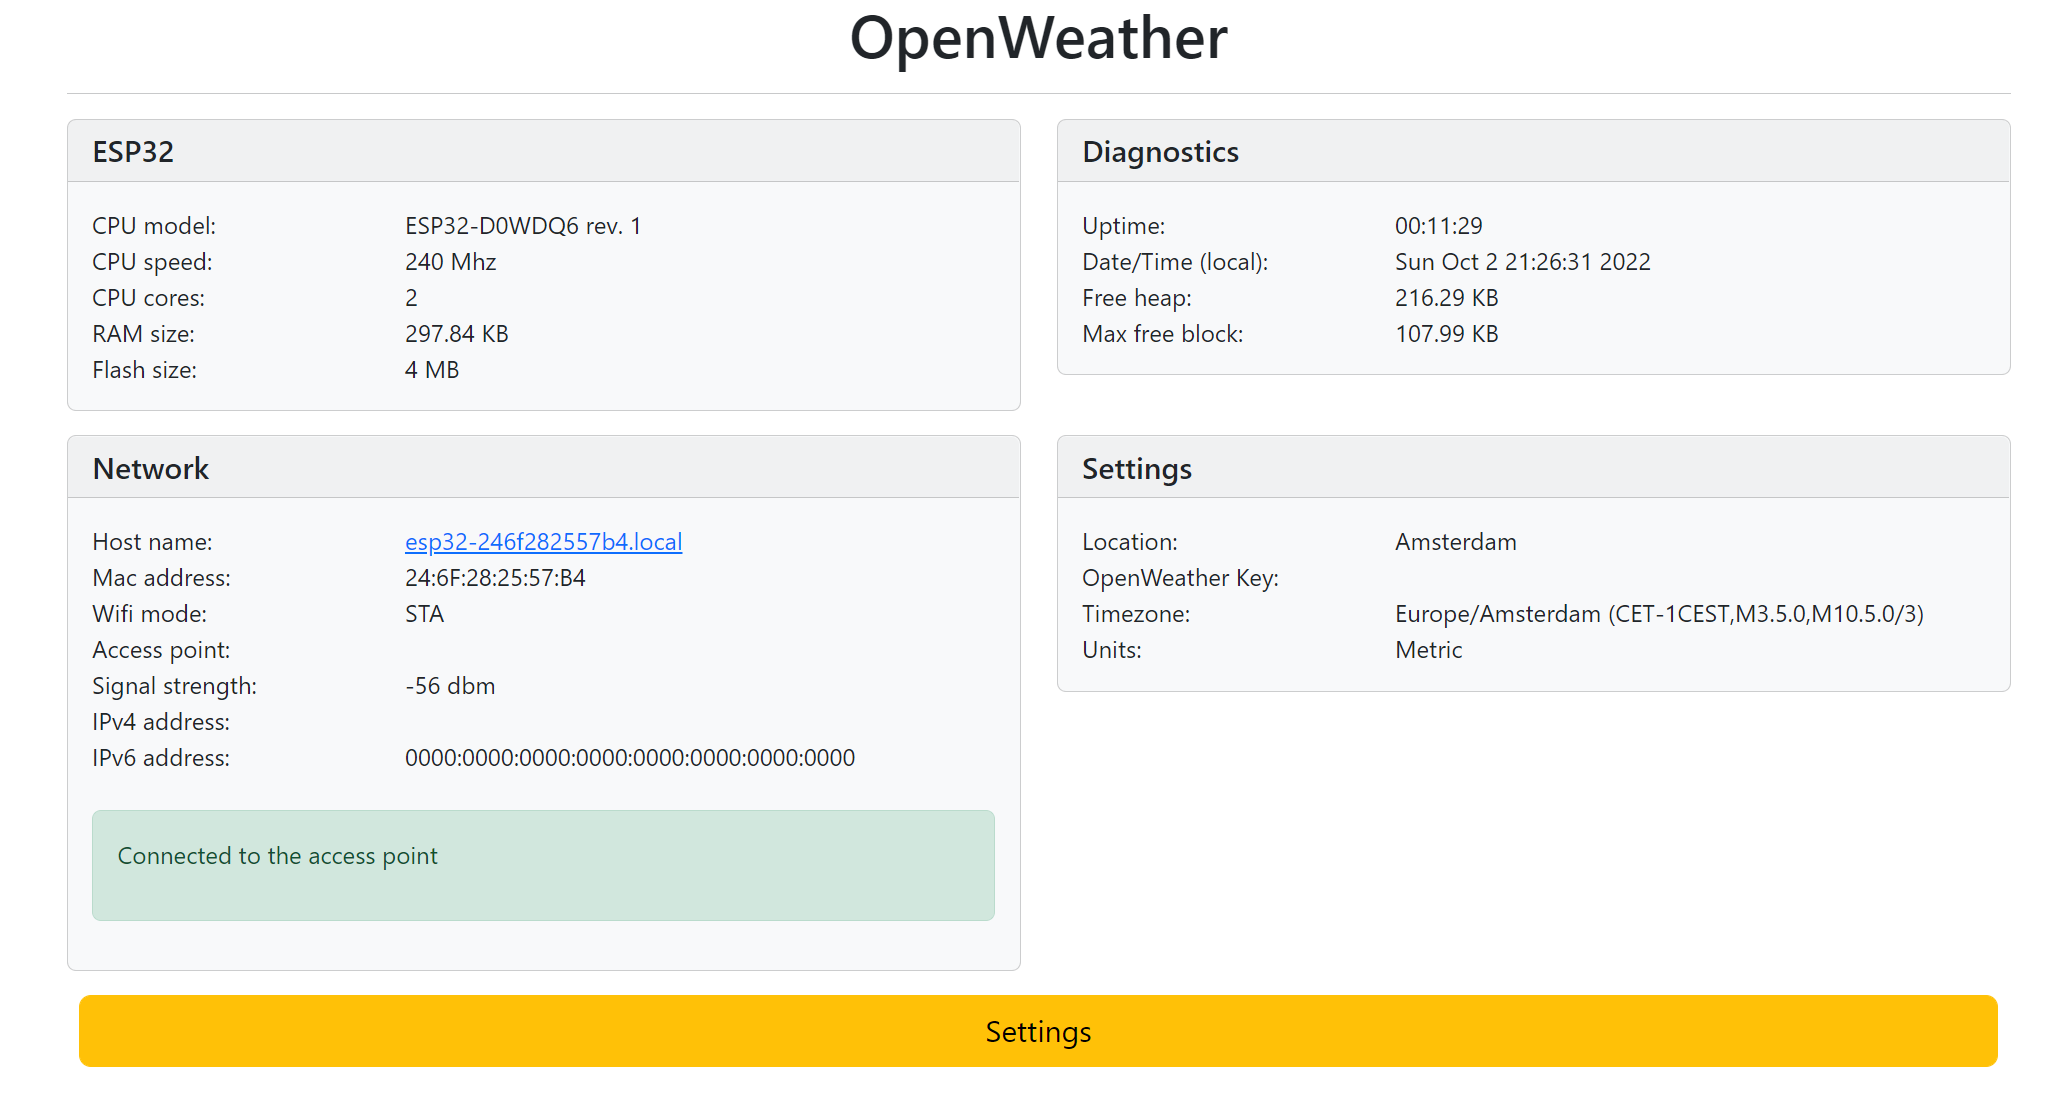 OpenWeather
ESP32
CPU model: ESP32-D0WDQ6 rev. 1
CPU speed: 240 Mhz
CPU cores: 2
RAM size: 297.84 KB
Flash size: 4 MB
Diagnostics
Uptime: 00:11:29
Date/Time (local): Sun Oct 2 21:26:31 2022
Free heap: 216.29 KB
Max free block: 107.99 KB
Network
Host name: esp32-246f282557b4.local
Mac address: 24:6F:28:25:57:B4
Wifi mode: STA
Access point:
Signal strength: -56 dbm
IPv4 address:
IPv6 address: 0000:0000:0000:0000:0000:0000:0000:0000
Connected to the access point
Settings
Location: Amsterdam
OpenWeather Key:
Timezone: Europe/Amsterdam (CET-1CEST,M3.5.0,M10.5.0/3)
Units: Metric
Settings